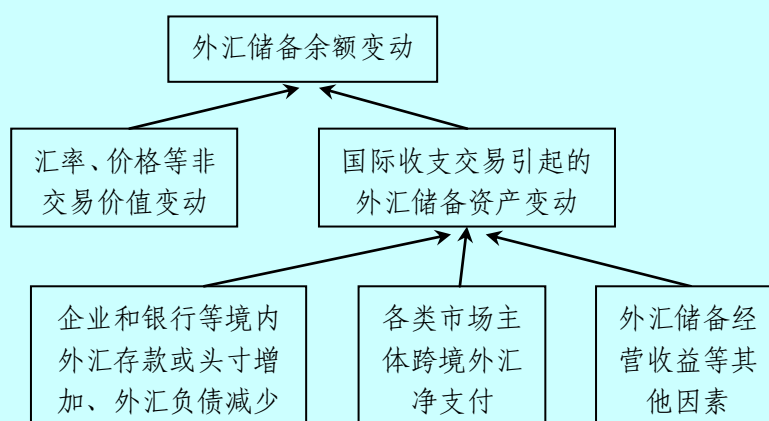 外汇储备余额变动
汇率、价格等非
交易价值变动
国际收支交易引起的
外汇储备资产变动
企业和银行等境内
外汇存款或头寸增
加、外汇负债减少
各类市场主
体跨境外汇
净支付
外汇储备经
营收益等其
他因素